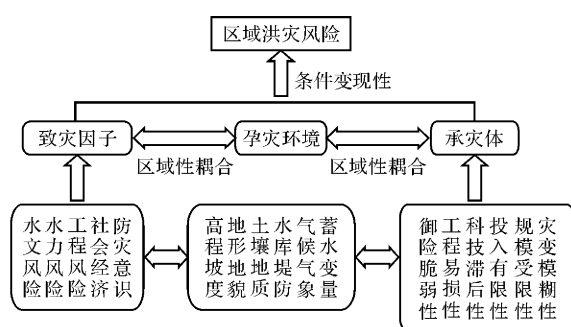 区域洪灾风险
条件变现性
致灾因子
孕灾环境
承灾体
区域性耦合
区域性耦合
水文风险
水力风险
工程风险
社会经济
防灾意识
高程坡度
地形地貌
土壤地质
水库堤防
气候气象
蓄水变量
御险脆弱性
工程易损性
科技滞后性
投入有限性
规模受限性
灾变模糊性